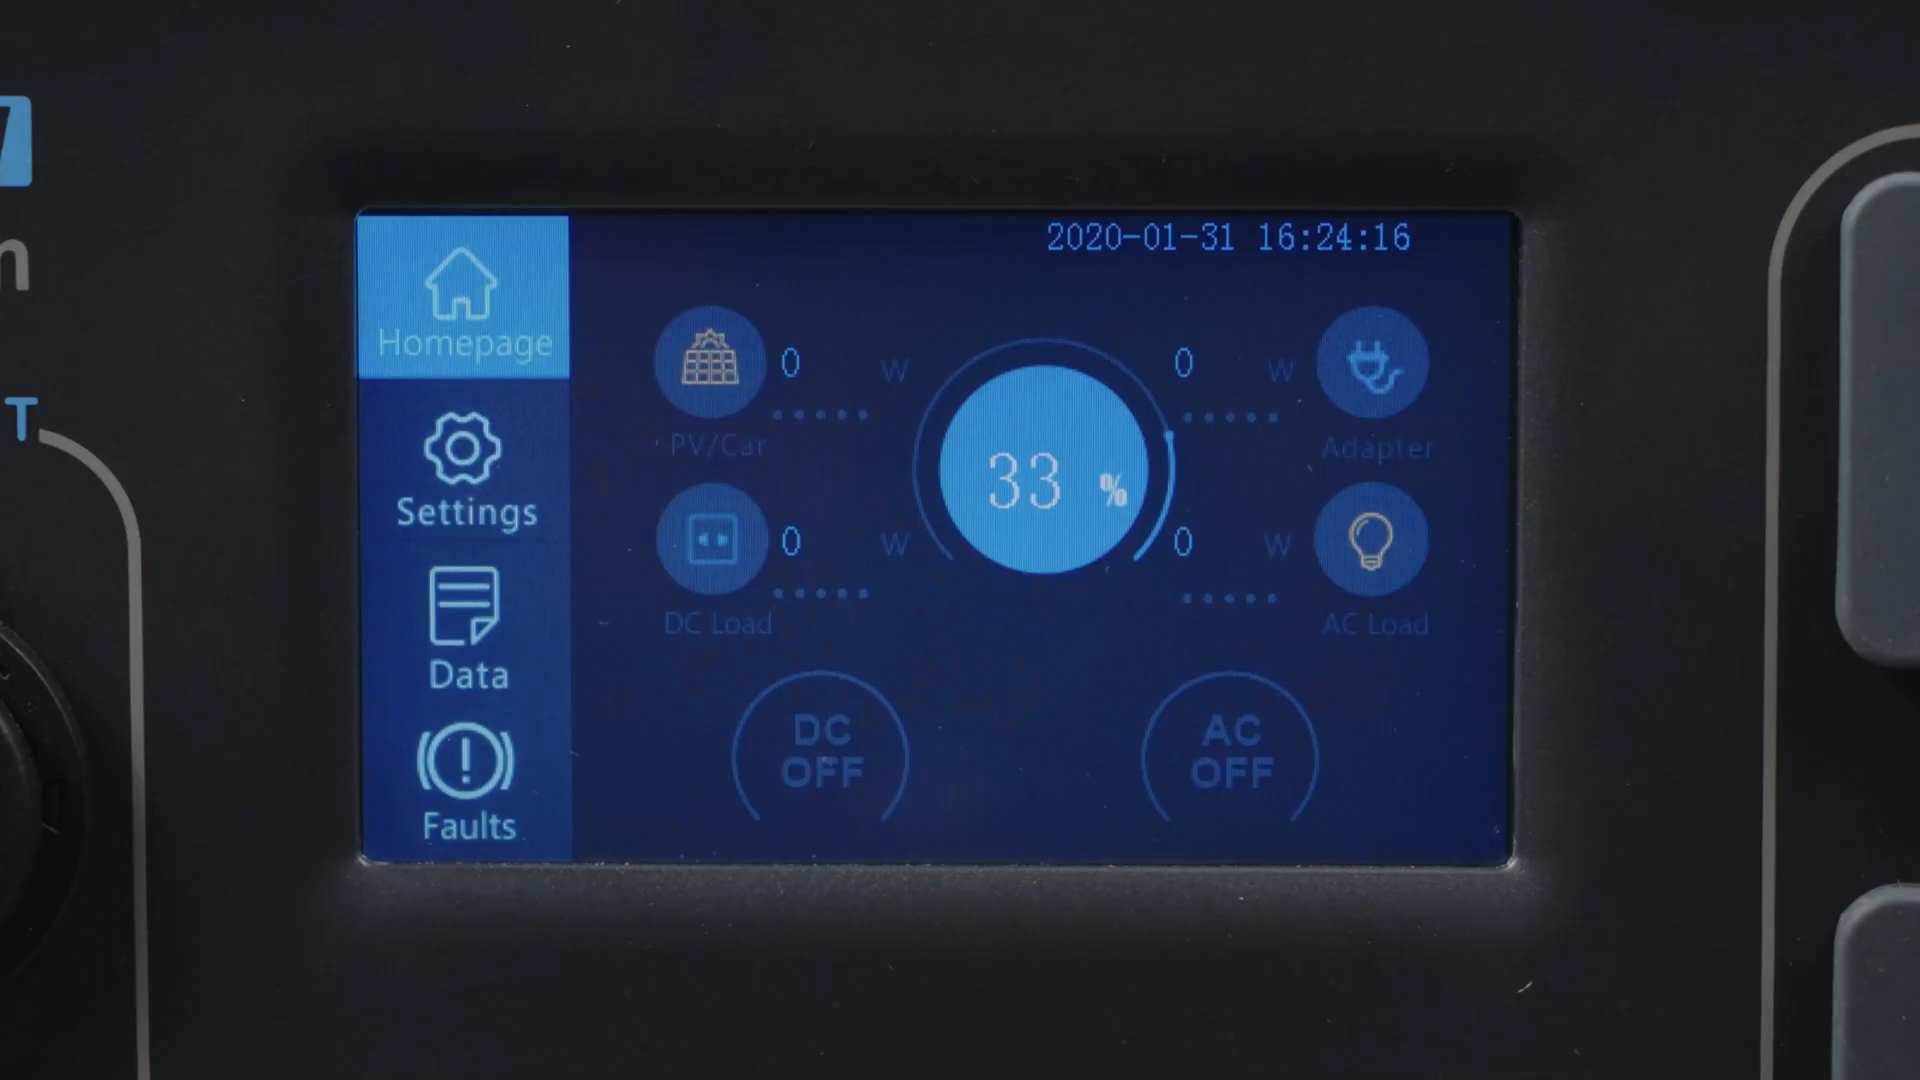 2020-01-31 16:24:16
Homepage
Settings
Data
Faults
0 W
PV/Car
0 W
DC Load
33 %
0 W
Adapter
0 W
AC Load
DC
OFF
AC
OFF
n
T